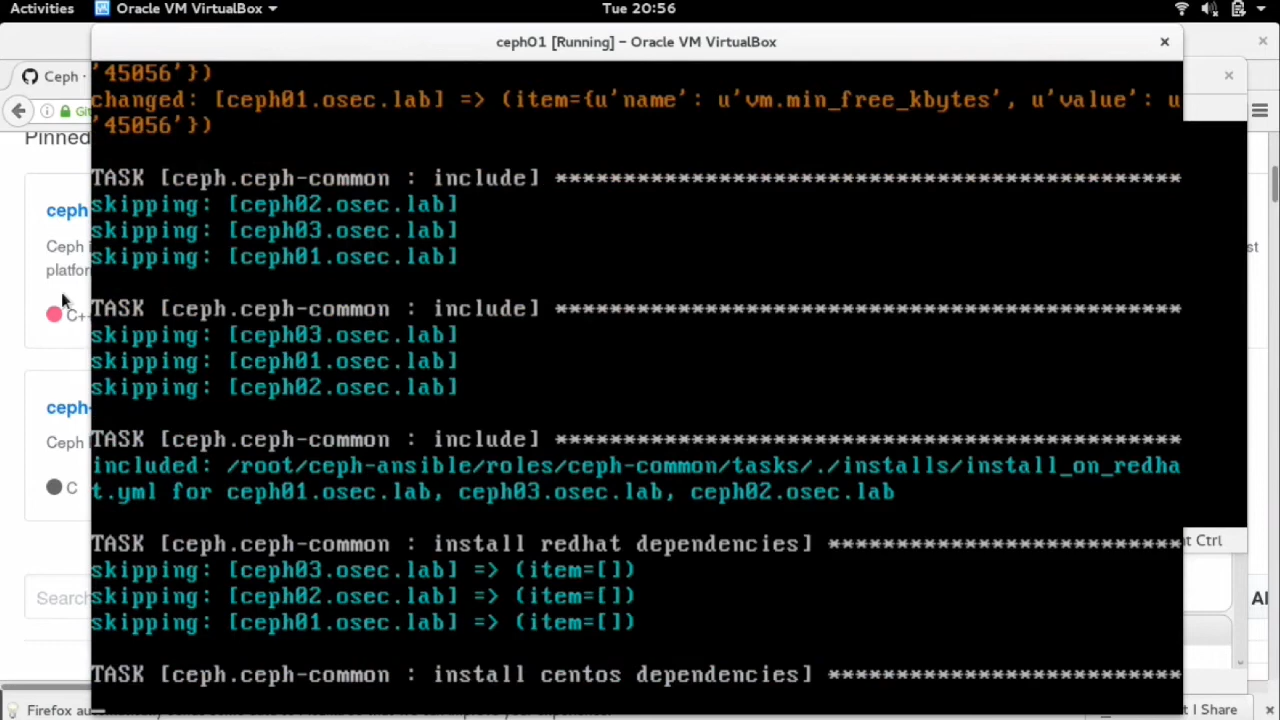 Activities Oracle VM VirtualBox Tue 20:56
ceph01 [Running] – Oracle VM VirtualBox
Ceph ·
Pinned
ceph
Ceph i
platfor
C++
ceph-
Ceph
C
Search
'45056'})
changed: [ceph01.osec.lab] => (item={u'name': u'vm.min_free_kbytes', u'value': u
'45056'})
TASK [ceph.ceph-common : include] **********************************************
skipping: [ceph02.osec.lab]
skipping: [ceph03.osec.lab]
skipping: [ceph01.osec.lab]
TASK [ceph.ceph-common : include] **********************************************
skipping: [ceph03.osec.lab]
skipping: [ceph01.osec.lab]
skipping: [ceph02.osec.lab]
TASK [ceph.ceph-common : include] **********************************************
included: /root/ceph-ansible/roles/ceph-common/tasks/./installs/install_on_redha
t.yml for ceph01.osec.lab, ceph03.osec.lab, ceph02.osec.lab
TASK [ceph.ceph-common : install redhat dependencies] **************************
skipping: [ceph03.osec.lab] => (item=[])
skipping: [ceph02.osec.lab] => (item=[])
skipping: [ceph01.osec.lab] => (item=[])
TASK [ceph.ceph-common : install centos dependencies] **************************
st
t Ctrl
Al
Firefox
t I Share